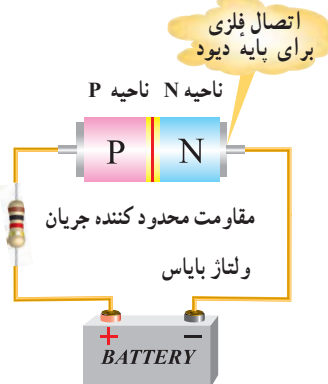 اتصال فلزی
برای پایهٔ دیود
ناحیه N ناحیه P
P N
مقاومت محدود کننده جریان
ولتاژ بایاس
+ −
BATTERY